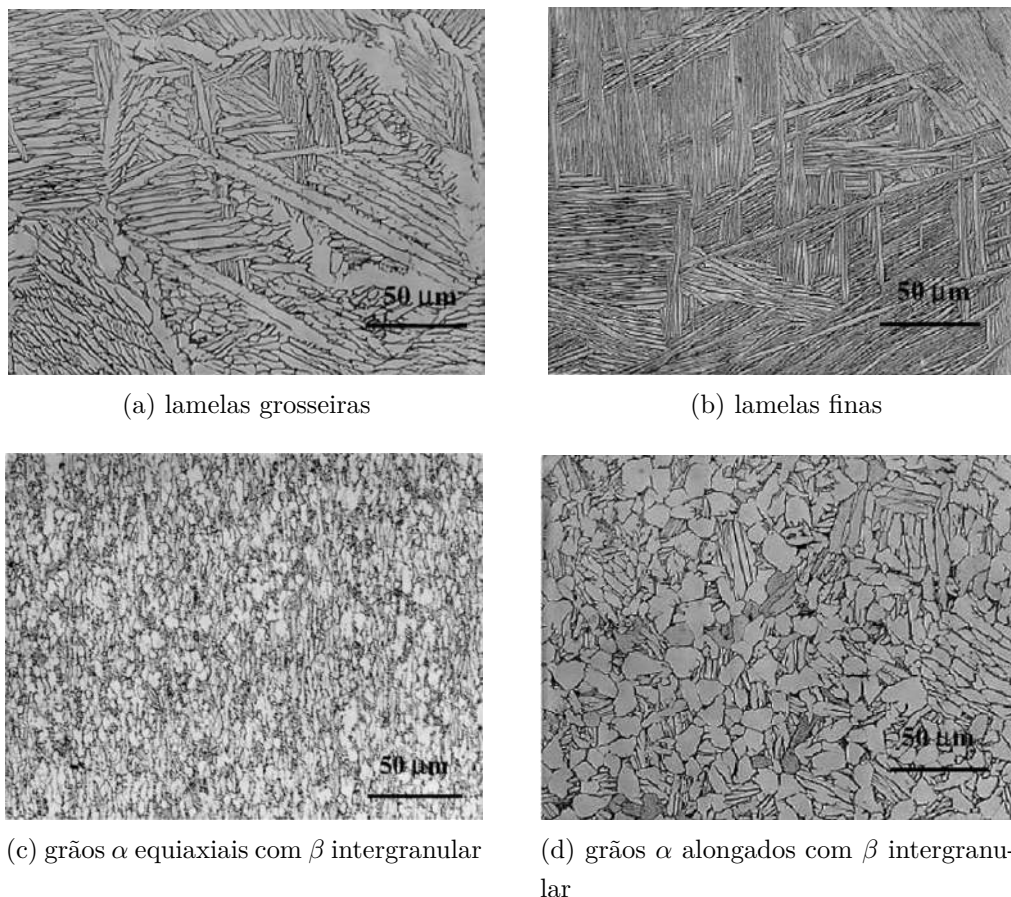 50 μm
50 μm
(a) lamelas grosseiras
(b) lamelas finas
50 μm
50 μm
(c) grãos α equiaxiais com β intergranular
(d) grãos α alongados com β intergranu-
lar